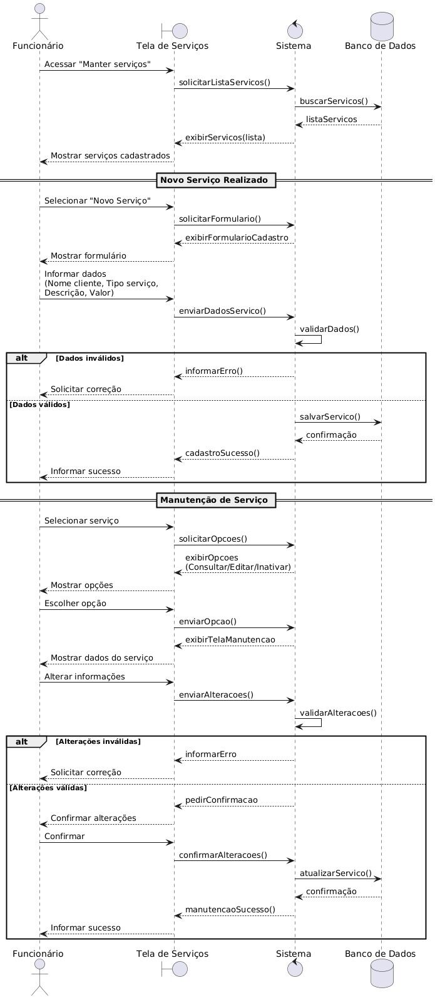 Funcionário
Tela de Serviços
Sistema
Banco de Dados
Acessar "Manter serviços"
solicitarListaServicos()
buscarServicos()
listaServicos
exibirServicos(lista)
Mostrar serviços cadastrados
Novo Serviço Realizado
Selecionar "Novo Serviço"
solicitarFormulario()
exibirFormularioCadastro
Mostrar formulário
Informar dados
(Nome cliente, Tipo serviço,
Descrição, Valor)
enviarDadosServico()
validarDados()
alt
[Dados inválidos]
informarErro()
Solicitar correção
[Dados válidos]
salvarServico()
confirmação
cadastroSucesso()
Informar sucesso
Manutenção de Serviço
Selecionar serviço
solicitarOpcoes()
exibirOpcoes
(Consultar/Editar/Inativar)
Mostrar opções
Escolher opção
enviarOpcao()
exibirTelaManutencao
Mostrar dados do serviço
Alterar informações
enviarAlteracoes()
validarAlteracoes()
alt
[Alterações inválidas]
informarErro
Solicitar correção
[Alterações válidas]
pedirConfirmacao
Confirmar alterações
Confirmar
confirmarAlteracoes()
atualizarServico()
confirmação
manutencaoSucesso()
Informar sucesso
Funcionário
Tela de Serviços
Sistema
Banco de Dados